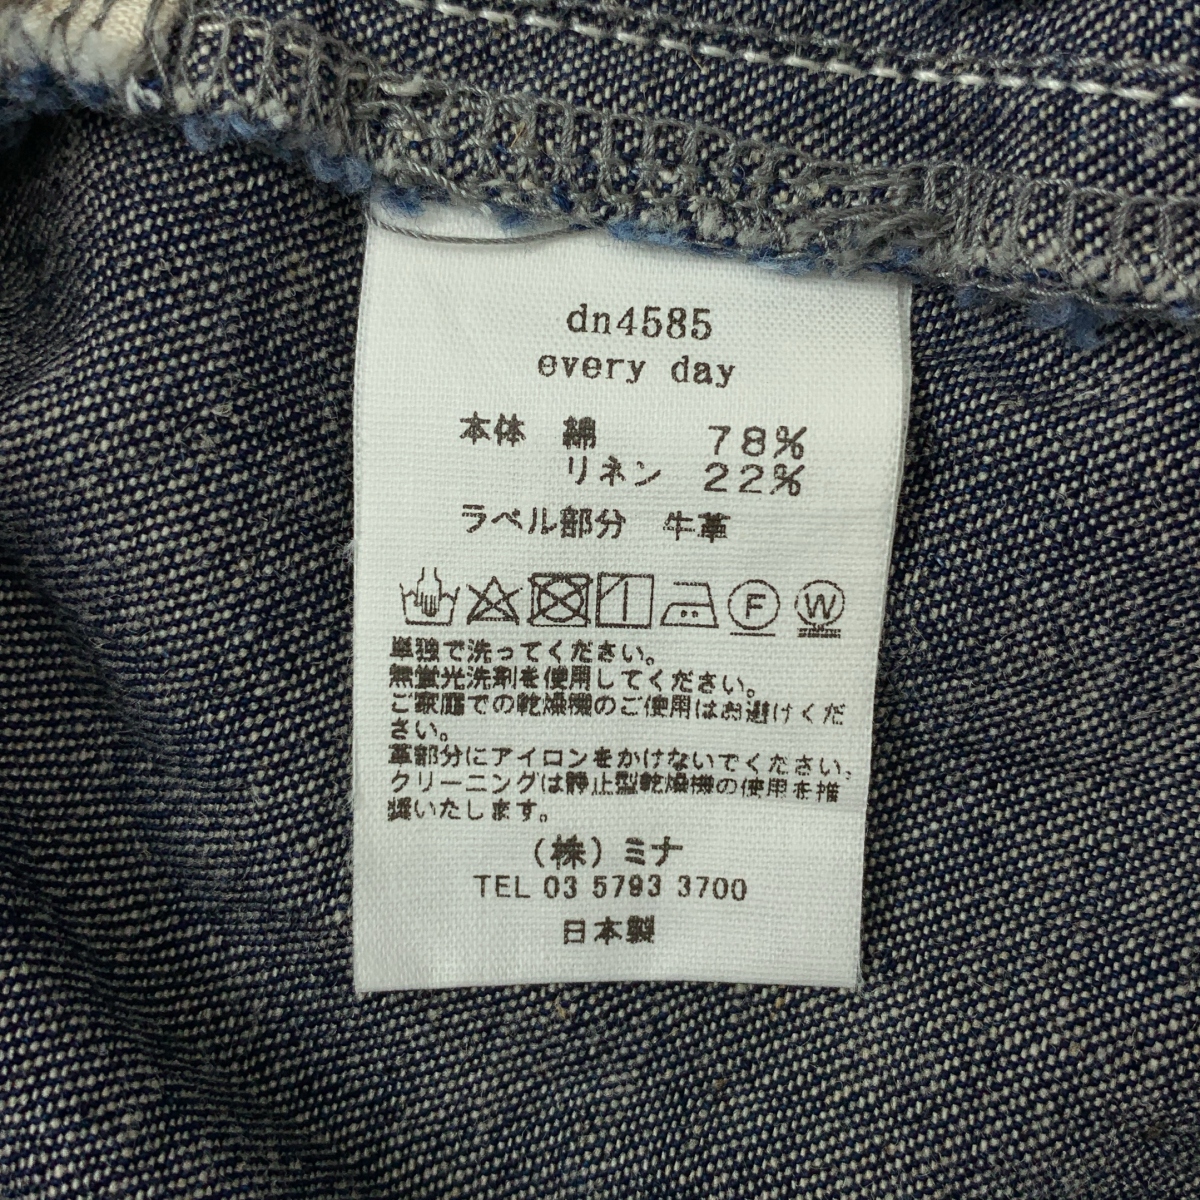 dn4585
every day
本体 綿 78%
リネン 22%
ラベル部分 牛革
F W
単独で洗ってください。
無蛍光洗剤を使用してください。
ご家庭での乾燥機のご使用はお避けくだ
さい。
革部分にアイロンをかけないでください。
クリーニングは静止型乾燥機の使用を推
奨いたします。
(株)ミナ
TEL 03 5793 3700
日本製